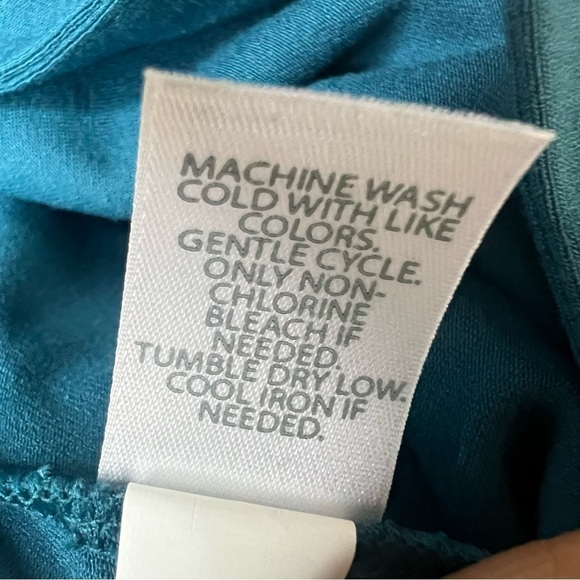 MACHINE WASH
COLD WITH LIKE
COLORS.
GENTLE CYCLE.
ONLY NON-
CHLORINE
BLEACH IF
NEEDED.
TUMBLE DRY LOW.
COOL IRON IF
NEEDED.